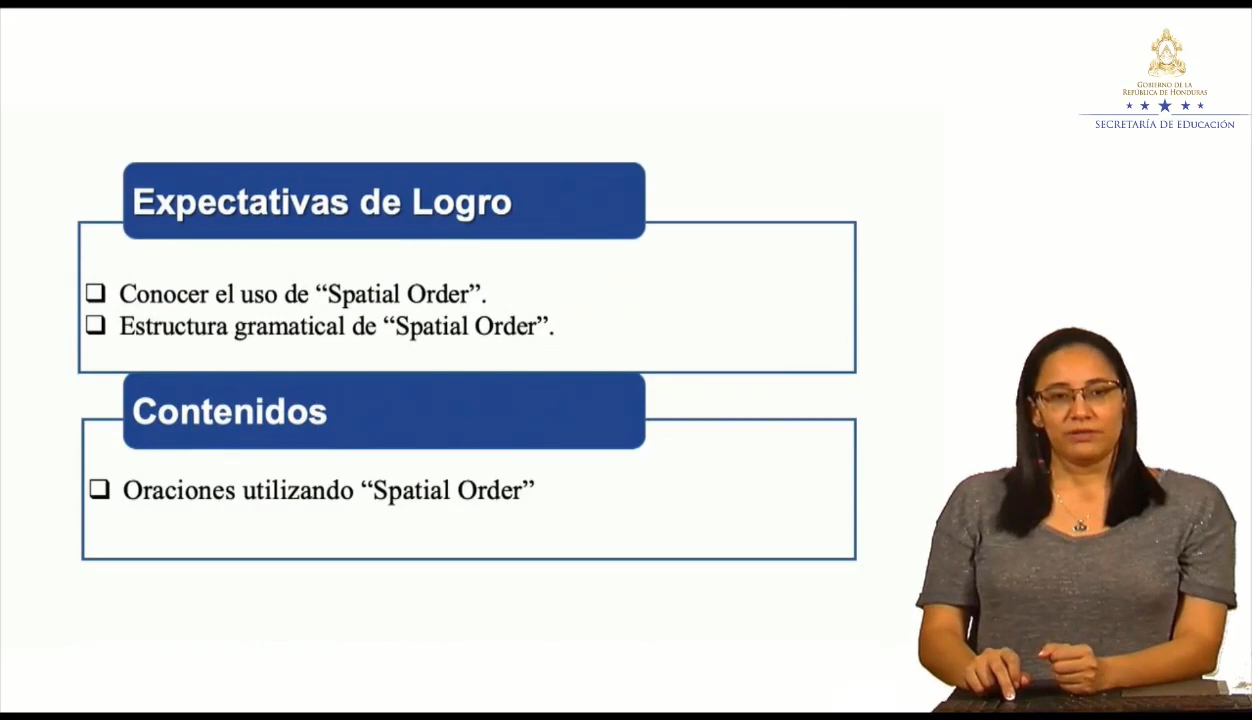 GOBIERNO DE LA
REPÚBLICA DE HONDURAS
SECRETARÍA DE EDUCACIÓN
Expectativas de Logro
❑ Conocer el uso de “Spatial Order”.
❑ Estructura gramatical de “Spatial Order”.
Contenidos
❑ Oraciones utilizando “Spatial Order”